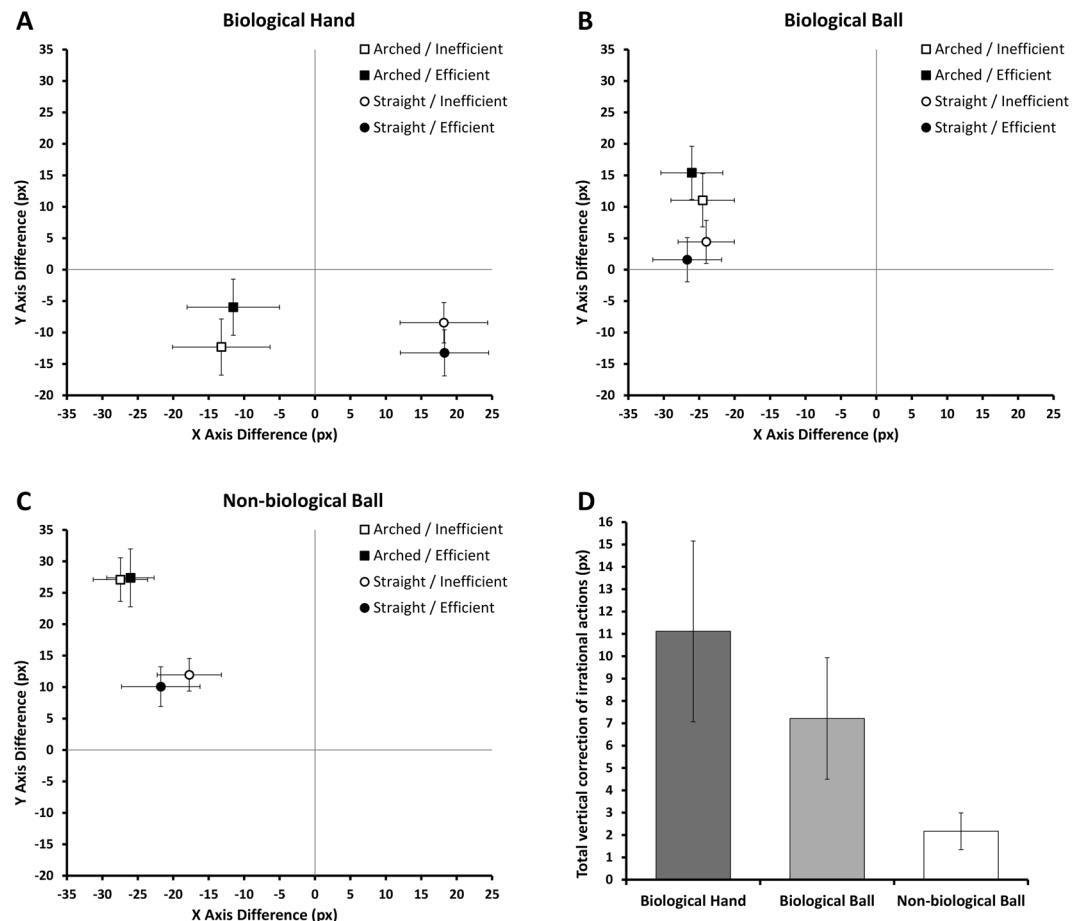 A
Biological Hand
Arched / Inefficient
Arched / Efficient
Straight / Inefficient
Straight / Efficient
Y Axis Difference (px)
35
30
25
20
15
10
5
0
-5
-10
-15
-20
-35 -30 -25 -20 -15 -10 -5 0 5 10 15 20 25
X Axis Difference (px)
B
Biological Ball
Arched / Inefficient
Arched / Efficient
Straight / Inefficient
Straight / Efficient
Y Axis Difference (px)
35
30
25
20
15
10
5
0
-5
-10
-15
-20
-35 -30 -25 -20 -15 -10 -5 0 5 10 15 20 25
X Axis Difference (px)
C
Non-biological Ball
Arched / Inefficient
Arched / Efficient
Straight / Inefficient
Straight / Efficient
Y Axis Difference (px)
35
30
25
20
15
10
5
0
-5
-10
-15
-20
-35 -30 -25 -20 -15 -10 -5 0 5 10 15 20 25
X Axis Difference (px)
D
Total vertical correction of irrational actions (px)
16
15
14
13
12
11
10
9
8
7
6
5
4
3
2
1
0
Biological Hand Biological Ball Non-biological Ball